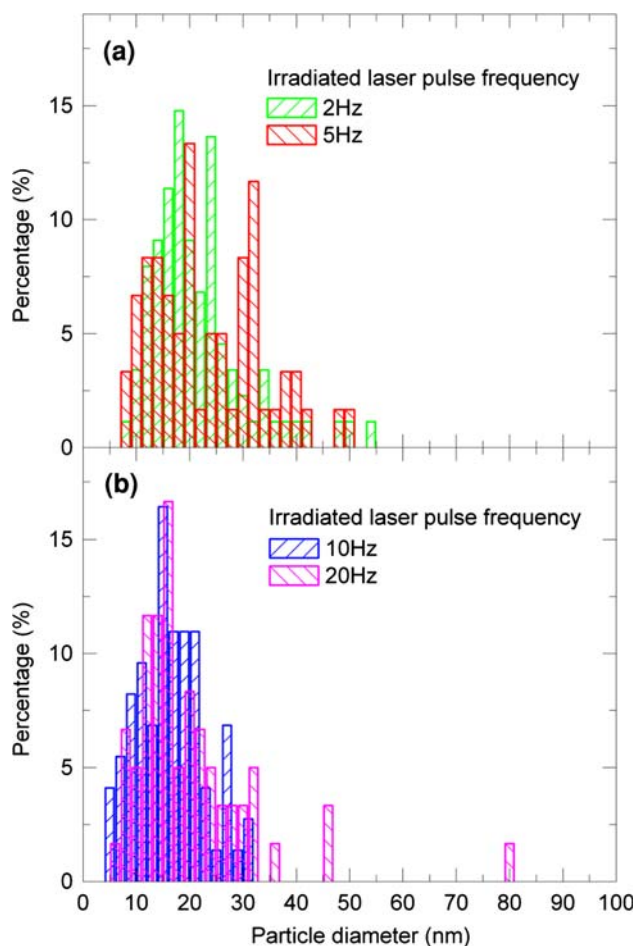 (a)
Irradiated laser pulse frequency
2Hz
5Hz
15
10
5
0
Percentage (%)
(b)
Irradiated laser pulse frequency
10Hz
20Hz
15
10
5
0
Percentage (%)
0 10 20 30 40 50 60 70 80 90 100
Particle diameter (nm)